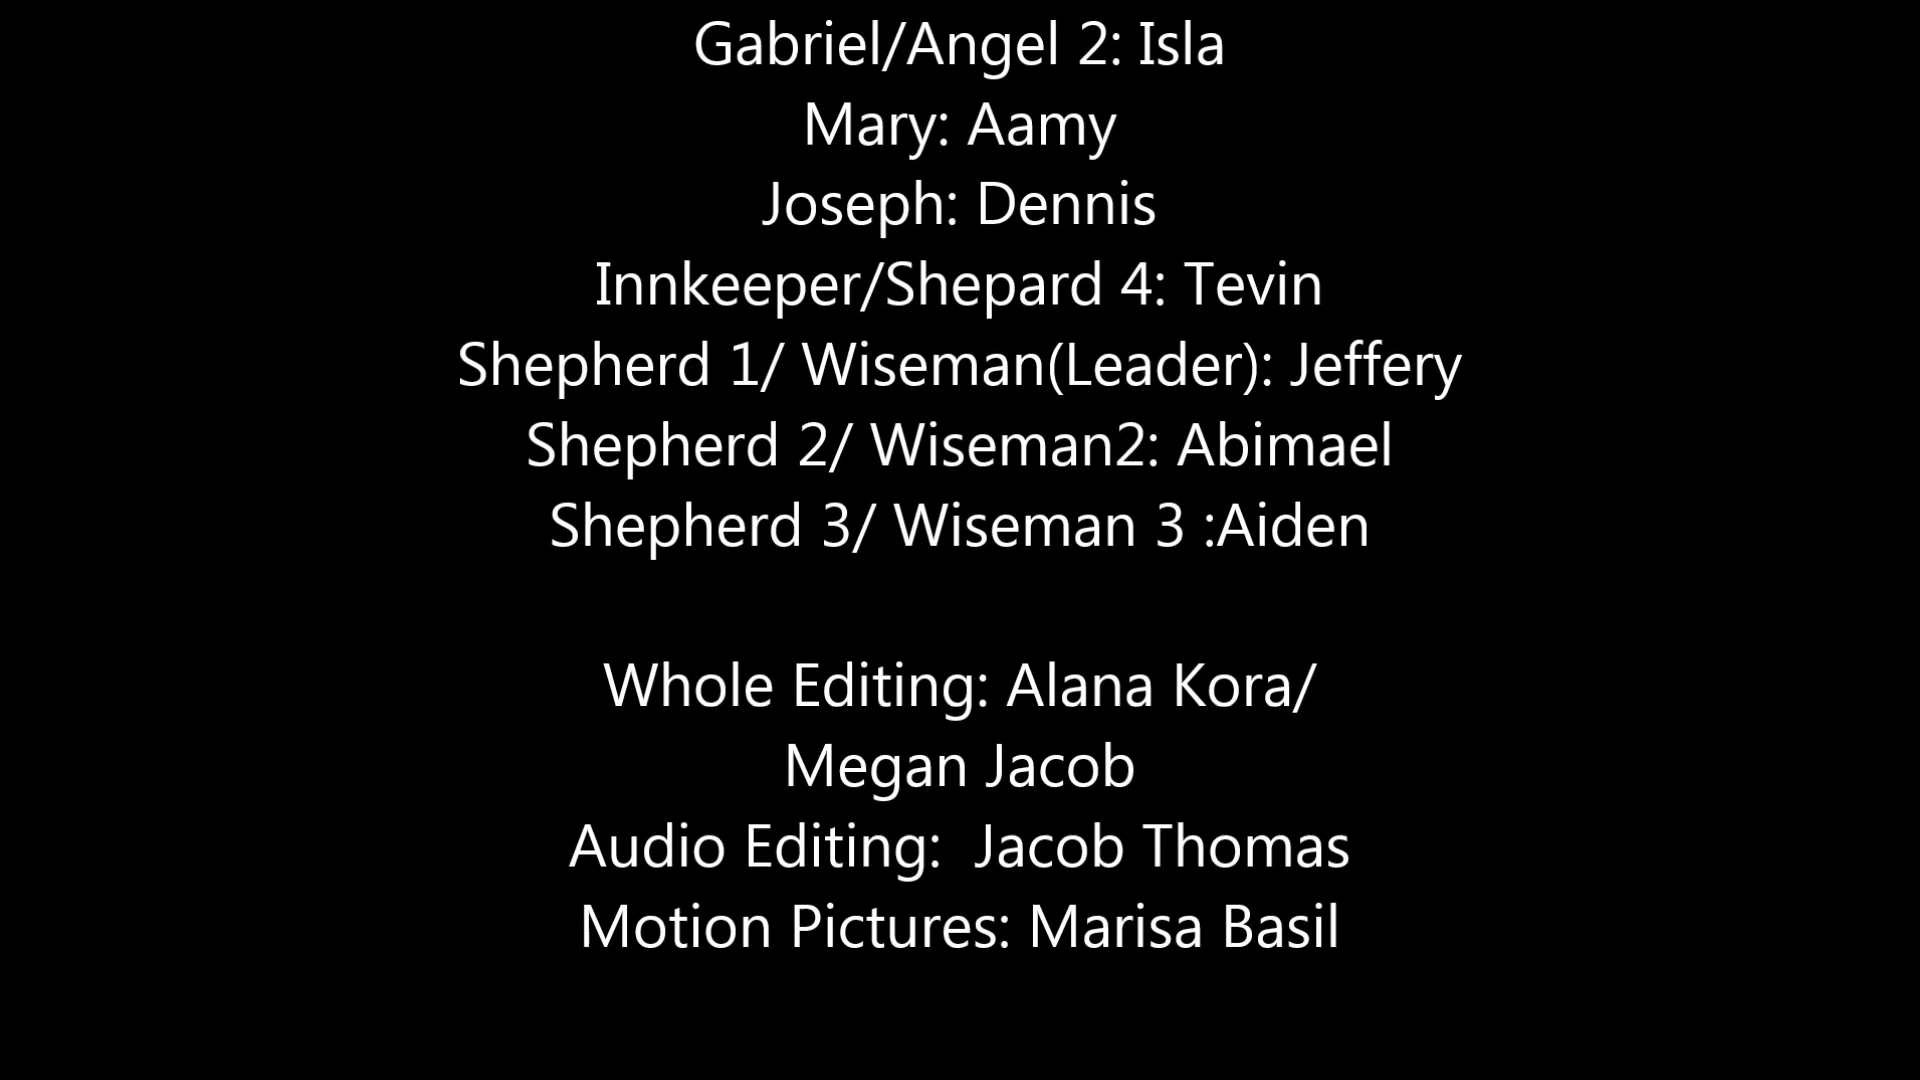 Gabriel/Angel 2: Isla
Mary: Aamy
Joseph: Dennis
Innkeeper/Shepard 4: Tevin
Shepherd 1/ Wiseman(Leader): Jeffery
Shepherd 2/ Wiseman2: Abimael
Shepherd 3/ Wiseman 3 :Aiden
Whole Editing: Alana Kora/
Megan Jacob
Audio Editing:  Jacob Thomas
Motion Pictures: Marisa Basil